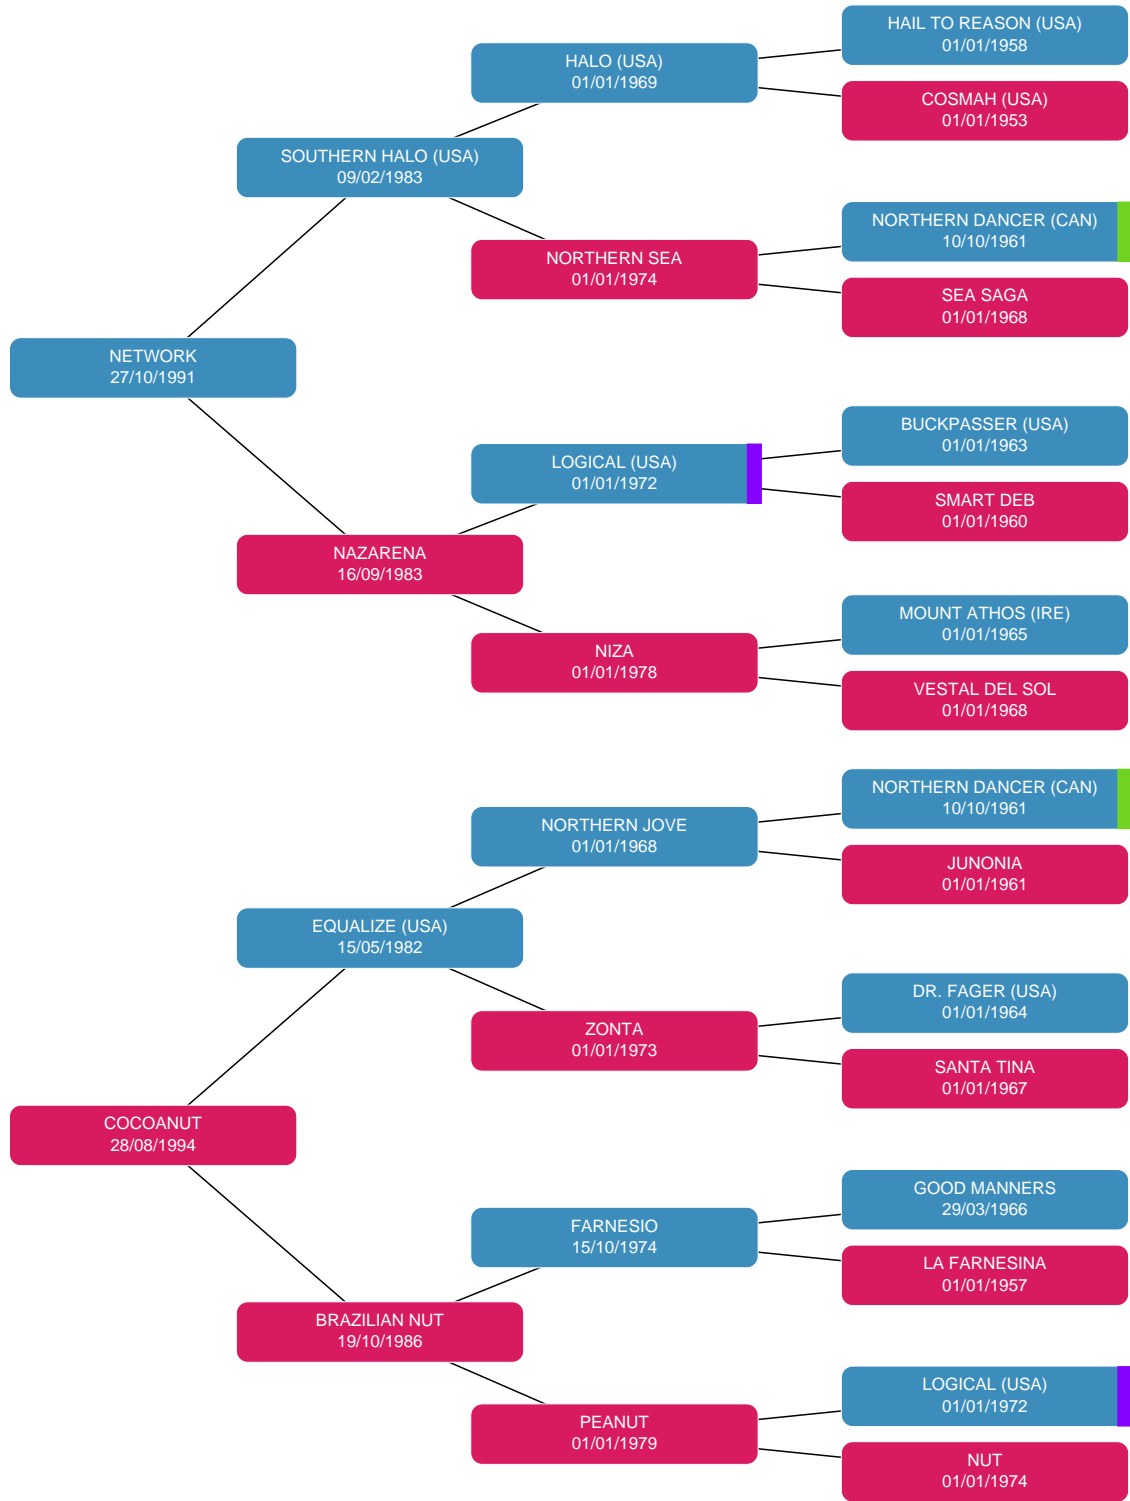 HAIL TO REASON (USA)
01/01/1958
HALO (USA)
01/01/1969
COSMAH (USA)
01/01/1953
SOUTHERN HALO (USA)
09/02/1983
NORTHERN DANCER (CAN)
10/10/1961
NORTHERN SEA
01/01/1974
SEA SAGA
01/01/1968
NETWORK
27/10/1991
BUCKPASSER (USA)
01/01/1963
LOGICAL (USA)
01/01/1972
SMART DEB
01/01/1960
NAZARENA
16/09/1983
MOUNT ATHOS (IRE)
01/01/1965
NIZA
01/01/1978
VESTAL DEL SOL
01/01/1968
NORTHERN DANCER (CAN)
10/10/1961
NORTHERN JOVE
01/01/1968
JUNONIA
01/01/1961
EQUALIZE (USA)
15/05/1982
DR. FAGER (USA)
01/01/1964
ZONTA
01/01/1973
SANTA TINA
01/01/1967
COCOANUT
28/08/1994
GOOD MANNERS
29/03/1966
FARNESIO
15/10/1974
LA FARNESINA
01/01/1957
BRAZILIAN NUT
19/10/1986
LOGICAL (USA)
01/01/1972
PEANUT
01/01/1979
NUT
01/01/1974